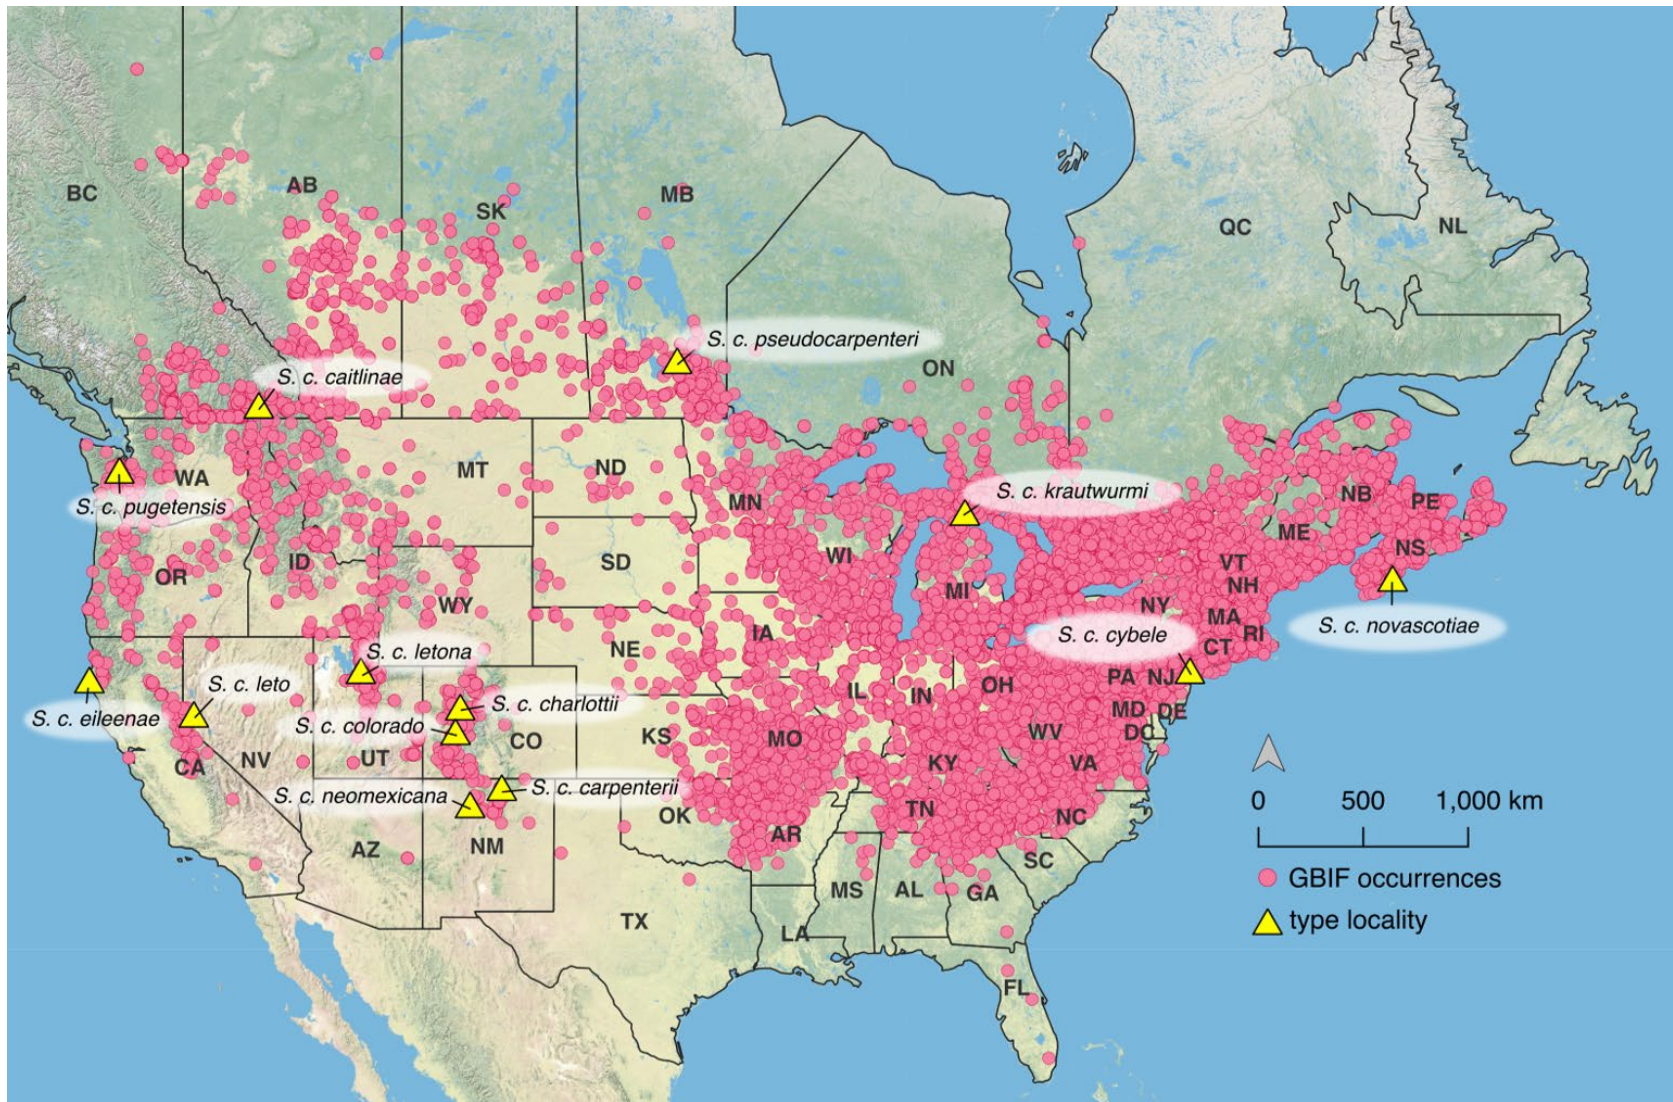 BC
AB
SK
MB
ON
QC
NL
S. c. pseudocarpenteri
S. c. caitlinae
WA
S. c. pugetensis
MT
ND
MN
S. c. krautwurmi
NB
PE
ME
NS
OR
ID
SD
WI
MI
VT
NH
WY
NY
MA
RI
CT
S. c. cybele
S. c. novascotiae
IA
NE
S. c. letona
S. c. leto
S. c. eileenae
S. c. charlottii
S. c. colorado
CO
IL
IN
OH
PA
NJ
MD
DE
DC
WV
VA
KS
MO
KY
CA
NV
UT
S. c. neomexicana
S. c. carpenterii
OK
AR
TN
NC
SC
AZ
NM
TX
LA
MS
AL
GA
FL
0 500 1,000 km
GBIF occurrences
type locality